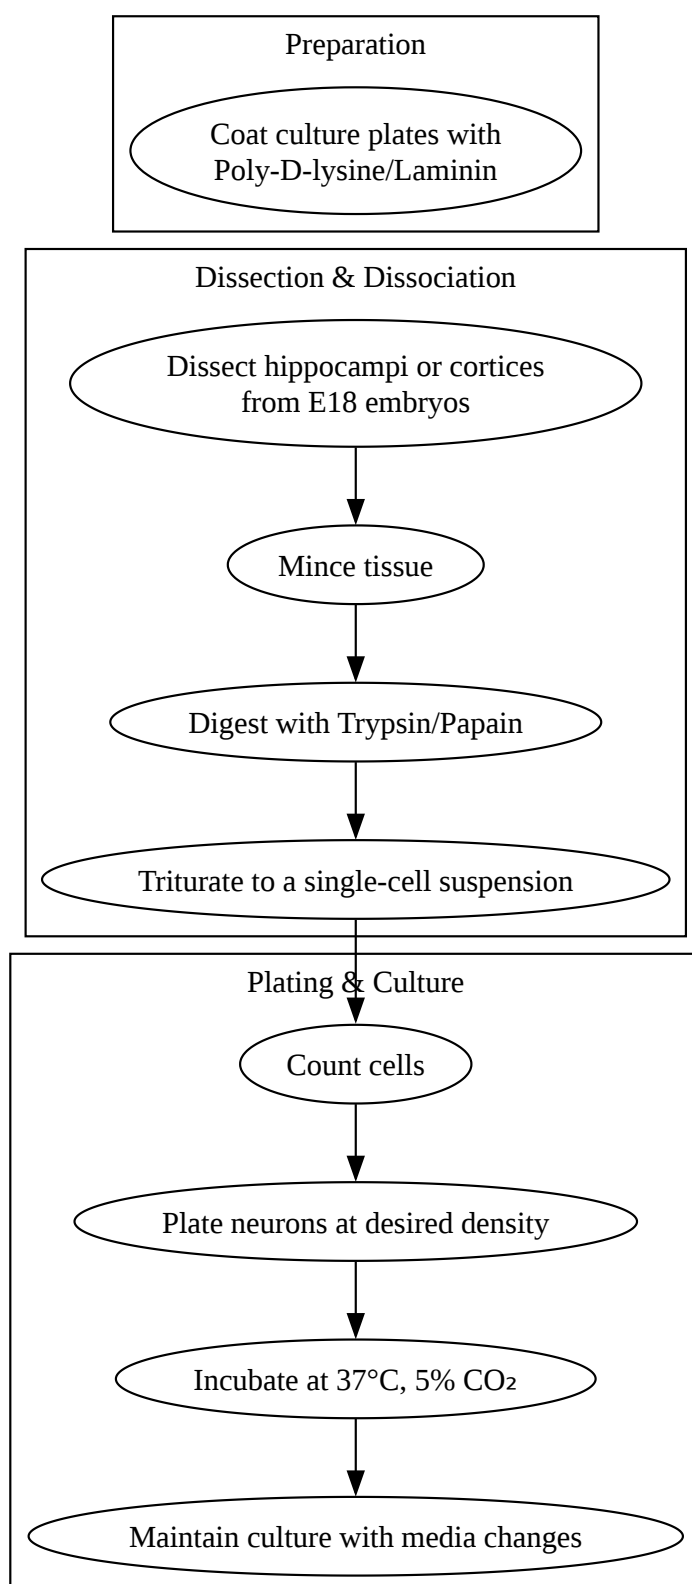 Preparation
Coat culture plates with
Poly-D-lysine/Laminin
Dissection & Dissociation
Dissect hippocampi or cortices
from E18 embryos
Mince tissue
Digest with Trypsin/Papain
Triturate to a single-cell suspension
Plating & Culture
Count cells
Plate neurons at desired density
Incubate at 37°C, 5% CO₂
Maintain culture with media changes